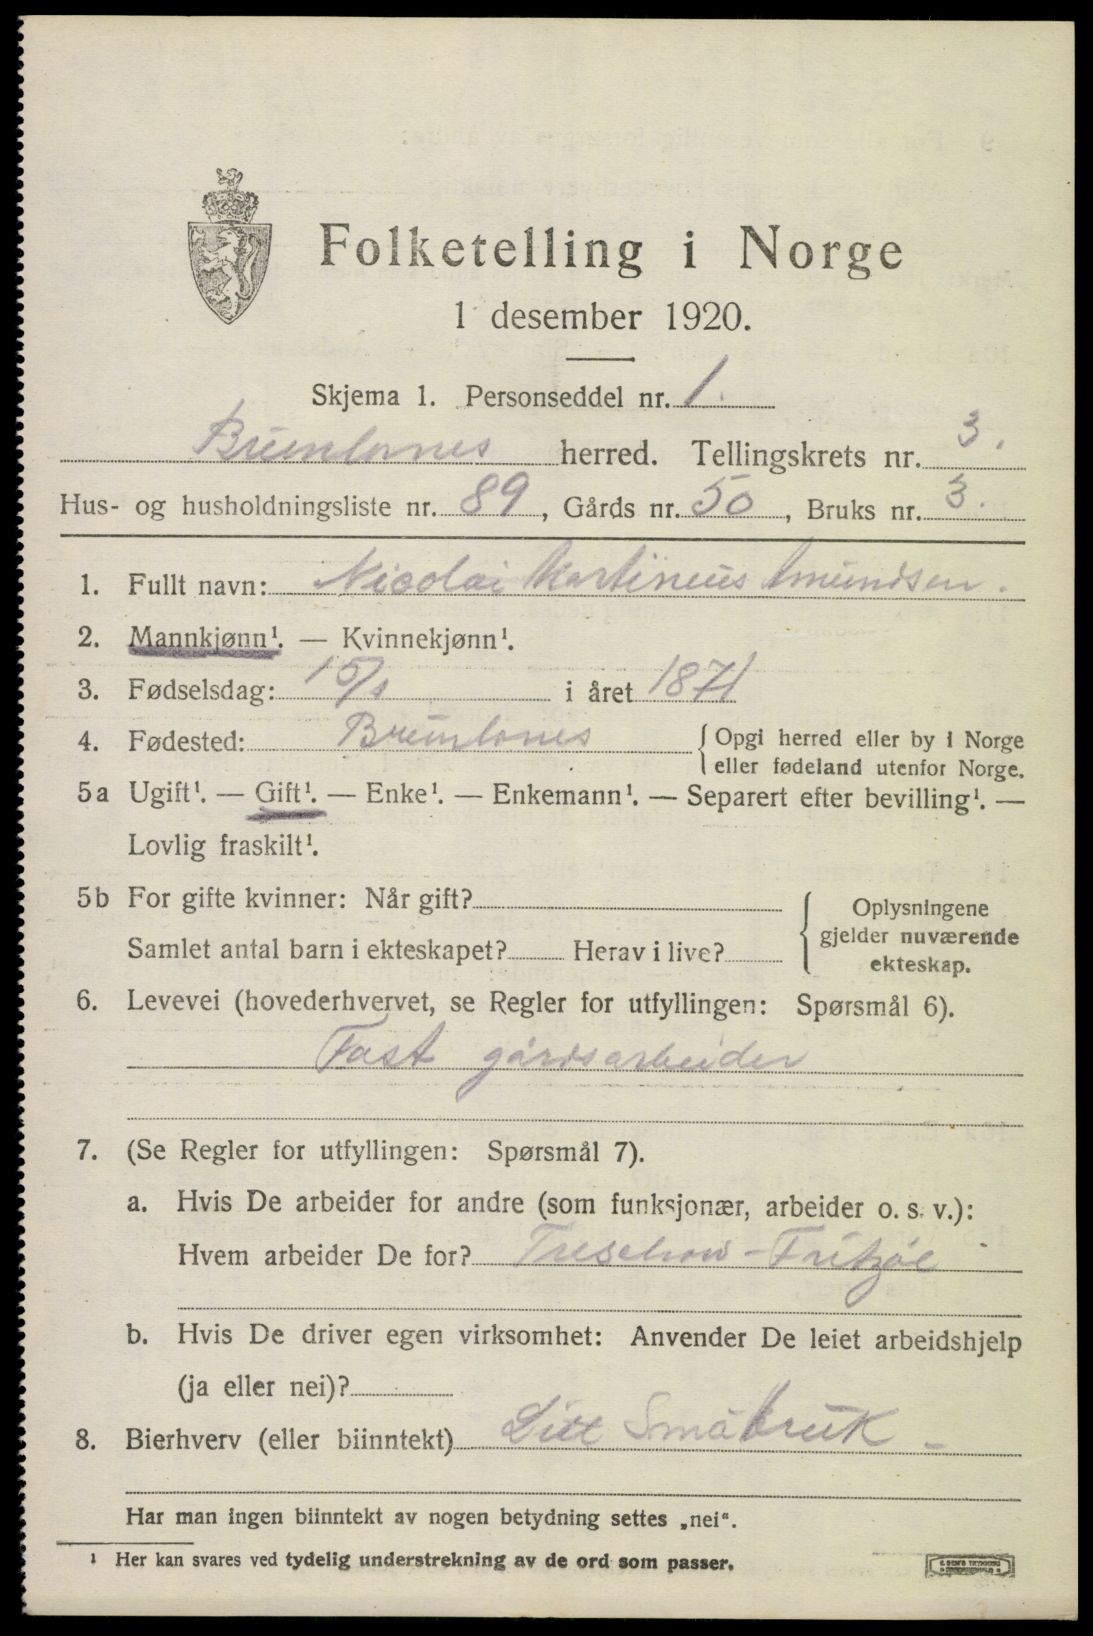 Folketelling i Norge
1 desember 1920.
Skjema 1. Personseddel nr. 1.
Brunlanes herred. Tellingskrets nr. 3.
Hus- og husholdningsliste nr. 89, Gårds nr. 50, Bruks nr. 3.
1. Fullt navn: Nicolai Martineus Amundsen.
2. Mannkjønn¹. — Kvinnekjønn¹.
3. Fødselsdag: 15/1 i året 1871
4. Fødested: Brunlanes { Opgi herred eller by i Norge
eller fødeland utenfor Norge.
5a Ugift¹. — Gift¹. — Enke¹. — Enkemann¹. — Separert efter bevilling¹. —
Lovlig fraskilt¹.
5b For gifte kvinner: Når gift?
Samlet antal barn i ekteskapet? Herav i live?
{ Oplysningene
gjelder nuværende
ekteskap.
6. Levevei (hovederhvervet, se Regler for utfyllingen: Spørsmål 6).
Fast gårdsarbeider
7. (Se Regler for utfyllingen: Spørsmål 7).
a. Hvis De arbeider for andre (som funksjonær, arbeider o. s. v.):
Hvem arbeider De for? Treschow-Fritzøe
b. Hvis De driver egen virksomhet: Anvender De leiet arbeidshjelp
(ja eller nei)?
8. Bierhverv (eller biinntekt) Litt Småbruk –
Har man ingen biinntekt av nogen betydning settes „nei“.
¹ Her kan svares ved tydelig understrekning av de ord som passer.